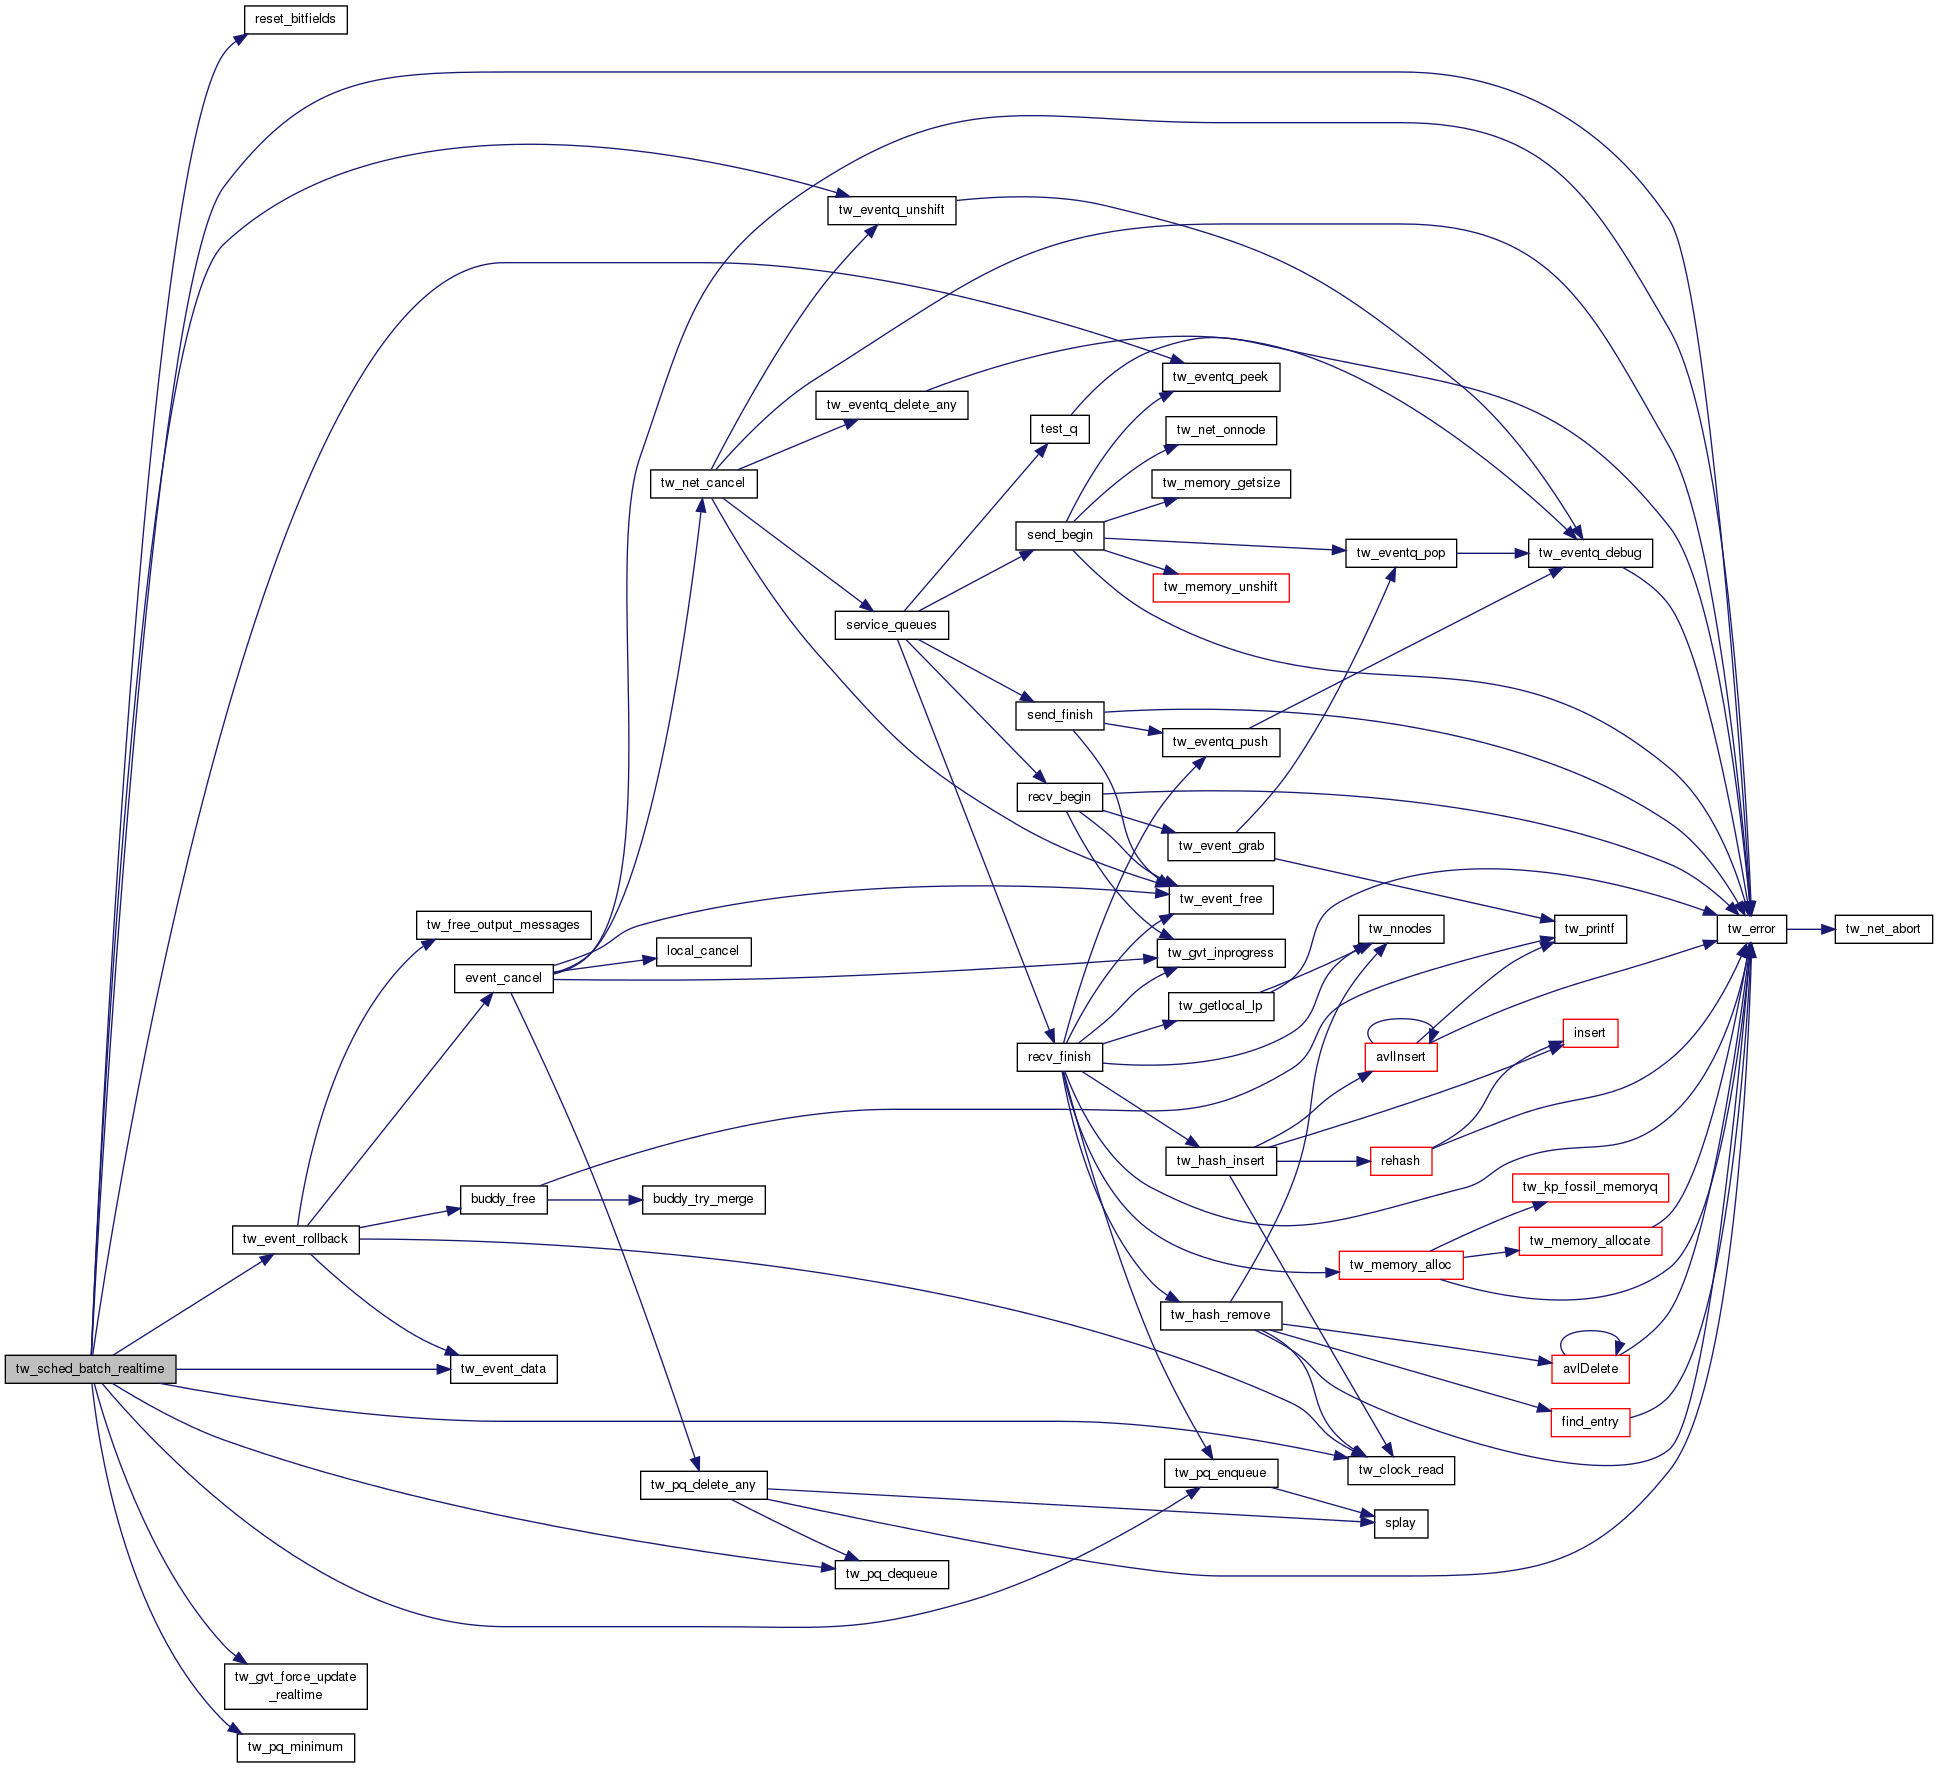 reset_bitfields
tw_eventq_unshift
tw_eventq_peek
tw_eventq_delete_any
test_q
tw_net_onnode
tw_net_cancel
tw_memory_getsize
send_begin
tw_eventq_pop
tw_eventq_debug
tw_memory_unshift
service_queues
send_finish
tw_eventq_push
recv_begin
tw_event_grab
tw_event_free
tw_free_output_messages
tw_nnodes
tw_printf
tw_error
tw_net_abort
local_cancel
tw_gvt_inprogress
event_cancel
tw_getlocal_lp
insert
recv_finish
avlInsert
tw_hash_insert
rehash
tw_kp_fossil_memoryq
buddy_free
buddy_try_merge
tw_event_rollback
tw_memory_allocate
tw_memory_alloc
tw_hash_remove
tw_sched_batch_realtime
tw_event_data
avlDelete
find_entry
tw_clock_read
tw_pq_enqueue
tw_pq_delete_any
splay
tw_pq_dequeue
tw_gvt_force_update
_realtime
tw_pq_minimum